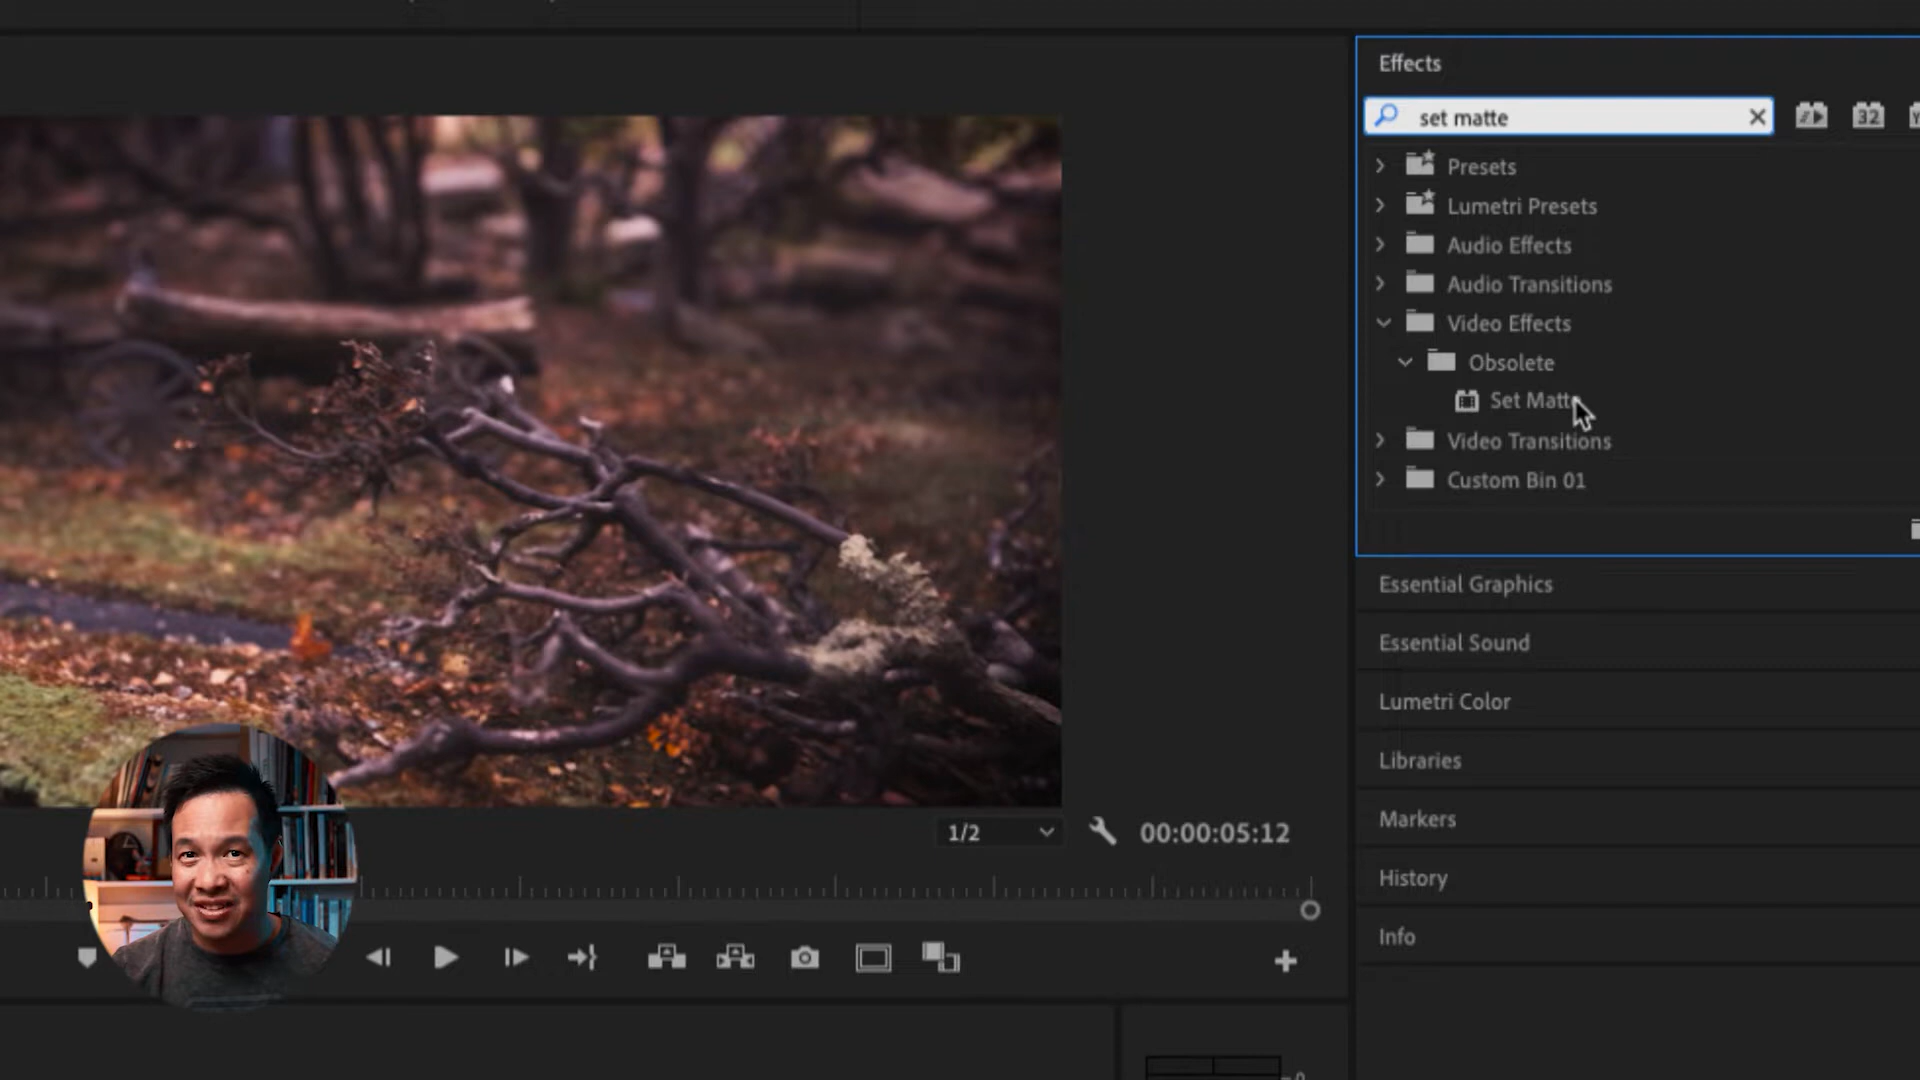 Effects
set matte
32
Presets
Lumetri Presets
Audio Effects
Audio Transitions
Video Effects
Obsolete
Set Matte
Video Transitions
Custom Bin 01
Essential Graphics
Essential Sound
Lumetri Color
Libraries
Markers
History
Info
1/2
00:00:05:12